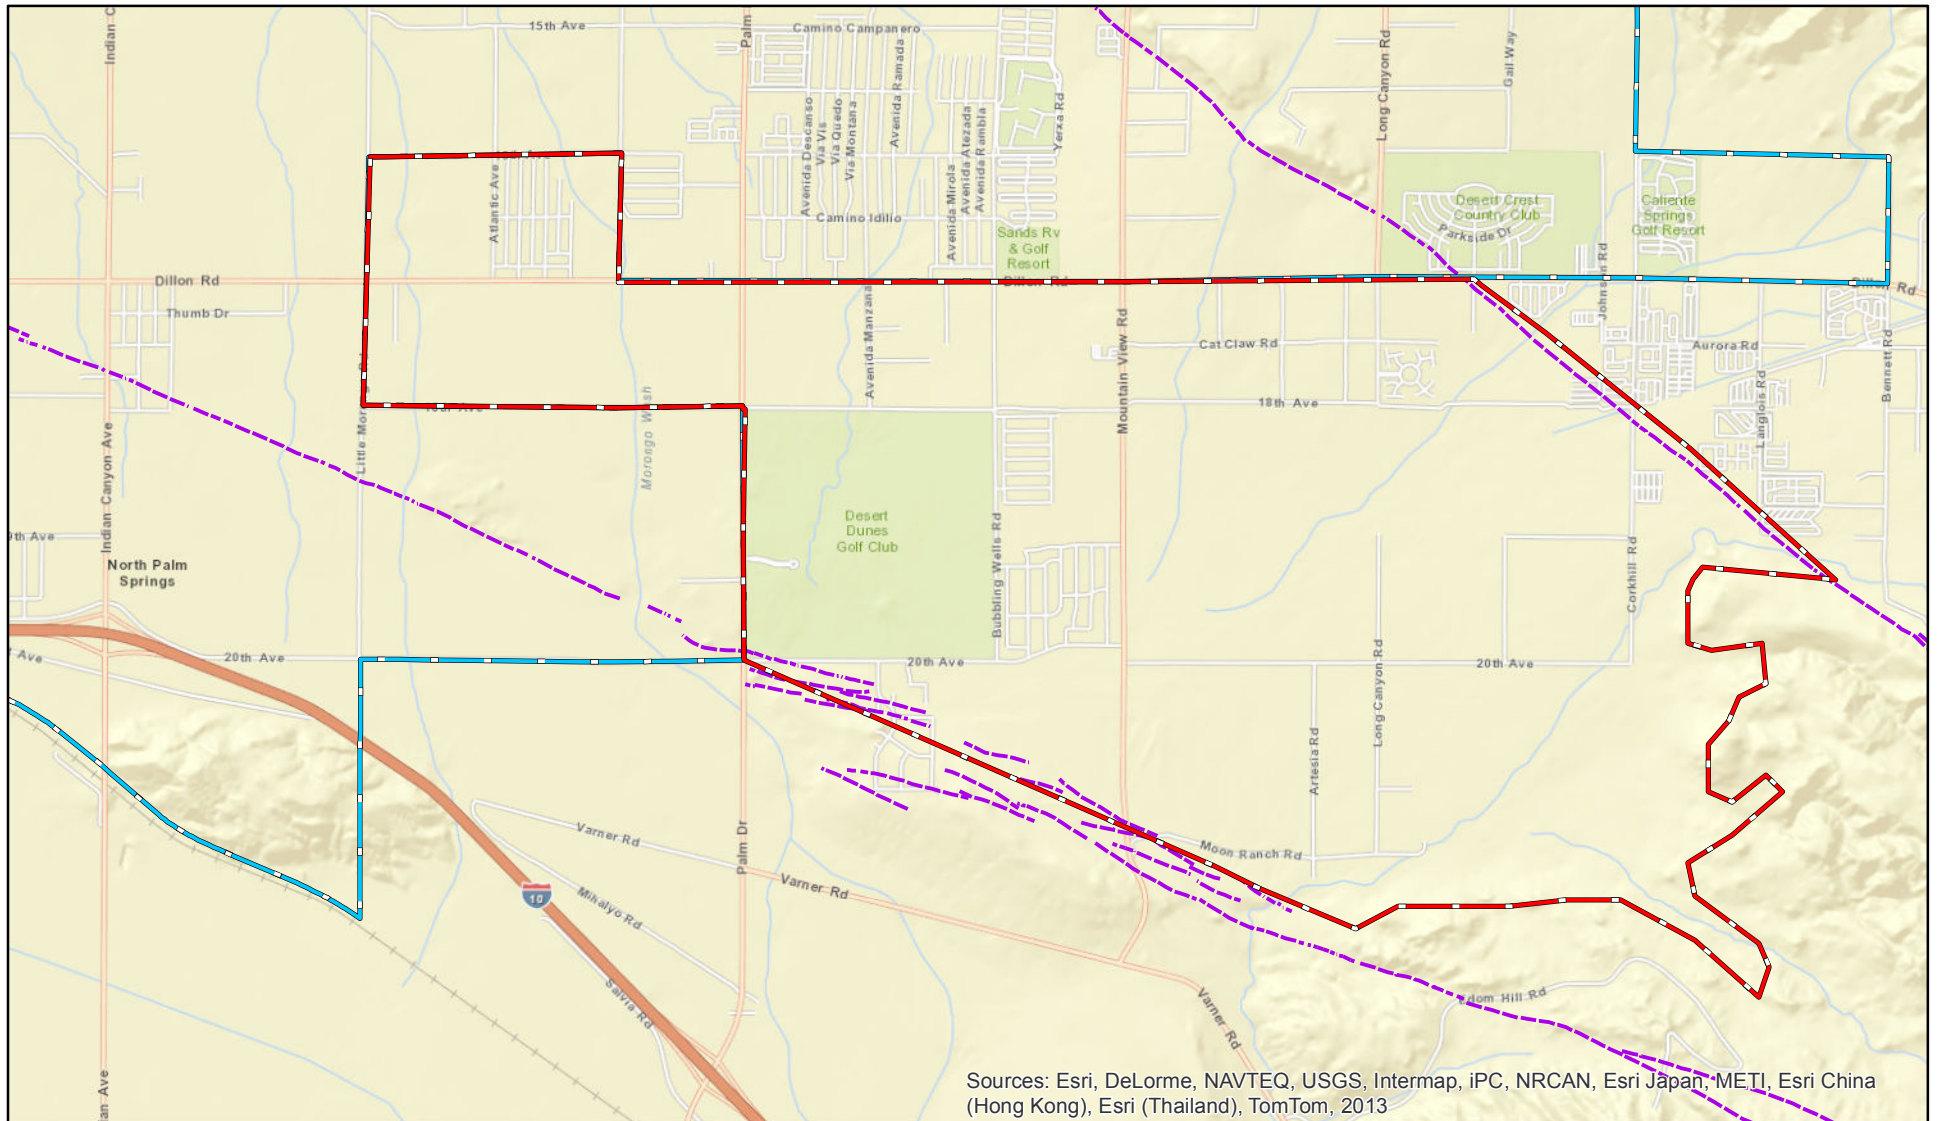 Indian C
15th Ave
Palm
Camino Campanero
Avenida Ramada
Avenida Descanso
Via Vis
Via Quedo
Via Montana
Avenida Mirola
Avenida Atezada
Avenida Rambla
Yerxa Rd
Long Canyon Rd
Gail Way
Atlantic Ave
Camino Idilio
Sands Rv
& Golf
Resort
Desert Crest
Country Club
Parkside Dr
Caliente
Springs
Golf Resort
Johnson Rd
Dillon Rd
Dillon Rd
Rd
Thumb Dr
Avenida Manzana
Mountain View Rd
Cat Claw Rd
Aurora Rd
Bennett Rd
Langlois Rd
18th Ave
Little Mor
Morongo Wash
Indian Canyon Ave
Desert
Dunes
Golf Club
Bubbling Wells Rd
Corkhill Rd
9th Ave
North Palm
Springs
20th Ave
20th Ave
20th Ave
Ave
Long Canyon Rd
Artesia Rd
Moon Ranch Rd
Varner Rd
Palm Dr
Varner Rd
10
Mihalyo Rd
Salvia Rd
Varner Rd
Edom Hill Rd
ian Ave
Sources: Esri, DeLorme, NAVTEQ, USGS, Intermap, iPC, NRCAN, Esri Japan, METI, Esri China
(Hong Kong), Esri (Thailand), TomTom, 2013